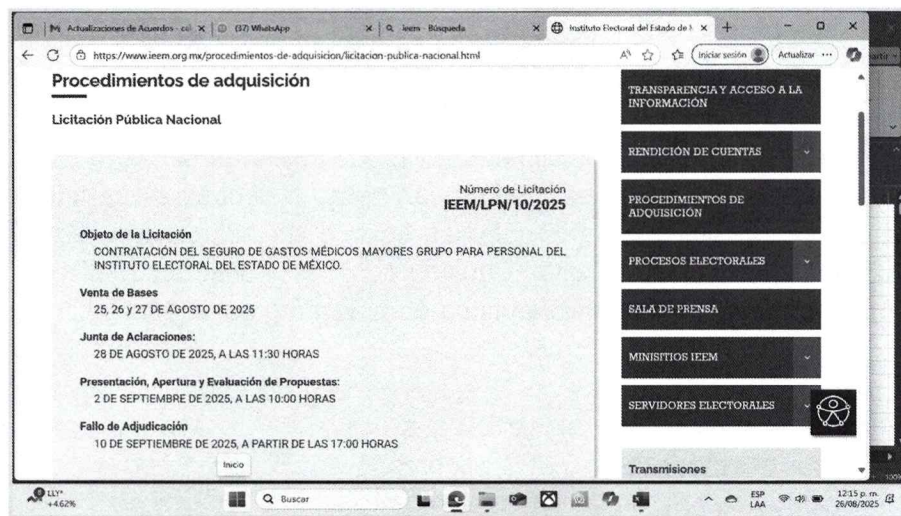 Actualizaciones de Acuerdos - col
(37) WhatsApp
ieem - Búsqueda
Instituto Electoral del Estado de M
https://www.ieem.org.mx/procedimientos-de-adquisicion/licitacion-publica-nacional.html
Iniciar sesión
Actualizar
Procedimientos de adquisición
Licitación Pública Nacional
Número de Licitación
IEEM/LPN/10/2025
Objeto de la Licitación
CONTRATACIÓN DEL SEGURO DE GASTOS MÉDICOS MAYORES GRUPO PARA PERSONAL DEL
INSTITUTO ELECTORAL DEL ESTADO DE MÉXICO.
Venta de Bases
25, 26 y 27 DE AGOSTO DE 2025
Junta de Aclaraciones:
28 DE AGOSTO DE 2025, A LAS 11:30 HORAS
Presentación, Apertura y Evaluación de Propuestas:
2 DE SEPTIEMBRE DE 2025, A LAS 10:00 HORAS
Fallo de Adjudicación
10 DE SEPTIEMBRE DE 2025, A PARTIR DE LAS 17:00 HORAS
Inicio
TRANSPARENCIA Y ACCESO A LA
INFORMACIÓN
RENDICIÓN DE CUENTAS
PROCEDIMIENTOS DE
ADQUISICIÓN
PROCESOS ELECTORALES
SALA DE PRENSA
MINISITIOS IEEM
SERVIDORES ELECTORALES
Transmisiones
LLY
+4.62%
Buscar
ESP
LAA
12:15 p. m.
26/08/2025